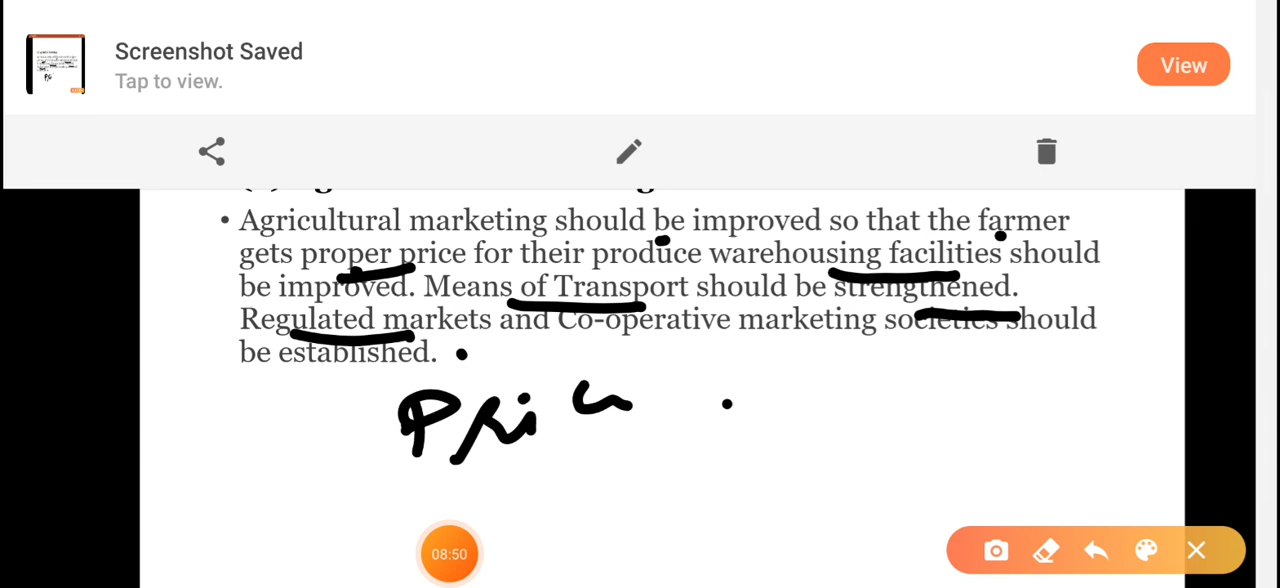 Screenshot Saved
Tap to view.
View
• Agricultural marketing should be improved so that the farmer
gets proper price for their produce warehousing facilities should
be improved. Means of Transport should be strengthened.
Regulated markets and Co-operative marketing societies should
be established.
08:50